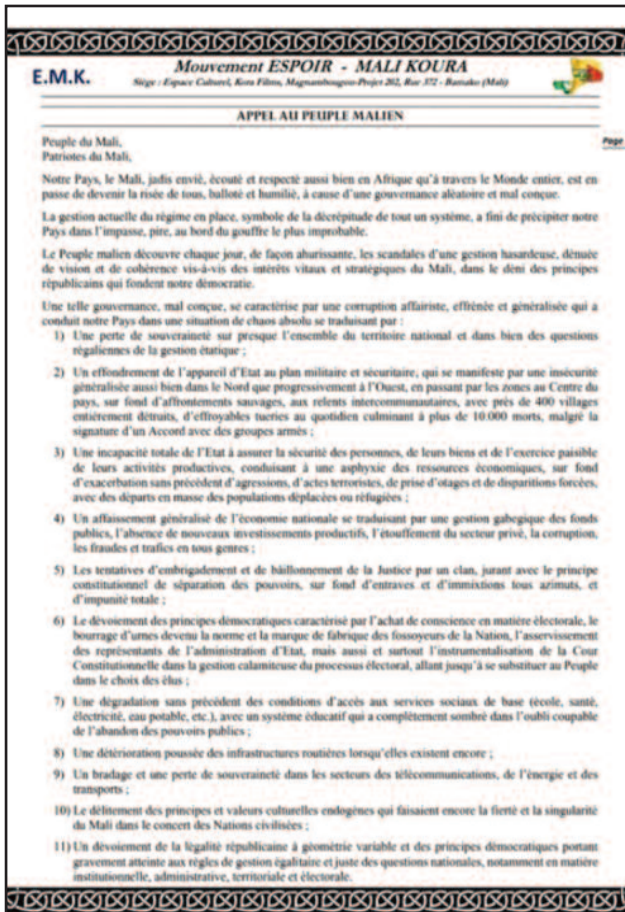 E.M.K.
Mouvement ESPOIR - MALI KOURA
Siège : Espace Culturel, Kora Films, Magnambougou-Projet 202, Rue 372 - Bamako (Mali)
APPEL AU PEUPLE MALIEN
Page
Peuple du Mali,
Patriotes du Mali,
Notre Pays, le Mali, jadis envié, écouté et respecté aussi bien en Afrique qu'à travers le Monde entier, est en
passe de devenir la risée de tous, balloté et humilié, à cause d'une gouvernance aléatoire et mal conçue.
La gestion actuelle du régime en place, symbole de la décrépitude de tout un système, a fini de précipiter notre
Pays dans l'impasse, pire, au bord du gouffre le plus improbable.
Le Peuple malien découvre chaque jour, de façon ahurissante, les scandales d'une gestion hasardeuse, dénuée
de vision et de cohérence vis-à-vis des intérêts vitaux et stratégiques du Mali, dans le déni des principes
républicains qui fondent notre démocratie.
Une telle gouvernance, mal conçue, se caractérise par une corruption affairiste, effrénée et généralisée qui a
conduit notre Pays dans une situation de chaos absolu se traduisant par :
1) Une perte de souveraineté sur presque l'ensemble du territoire national et dans bien des questions
régaliennes de la gestion étatique ;
2) Un effondrement de l'appareil d'Etat au plan militaire et sécuritaire, qui se manifeste par une insécurité
généralisée aussi bien dans le Nord que progressivement à l'Ouest, en passant par les zones au Centre du
pays, sur fond d'affrontements sauvages, aux relents intercommunautaires, avec près de 400 villages
entièrement détruits, d'effroyables tueries au quotidien culminant à plus de 10.000 morts, malgré la
signature d'un Accord avec des groupes armés ;
3) Une incapacité totale de l'Etat à assurer la sécurité des personnes, de leurs biens et de l'exercice paisible
de leurs activités productives, conduisant à une asphyxie des ressources économiques, sur fond
d'exacerbation sans précédent d'agressions, d'actes terroristes, de prise d'otages et de disparitions forcées,
avec des départs en masse des populations déplacées ou réfugiées ;
4) Un affaissement généralisé de l'économie nationale se traduisant par une gestion gabegique des fonds
publics, l'absence de nouveaux investissements productifs, l'étouffement du secteur privé, la corruption,
les fraudes et trafics en tous genres ;
5) Les tentatives d'embrigadement et de bâillonnement de la Justice par un clan, jurant avec le principe
constitutionnel de séparation des pouvoirs, sur fond d'entraves et d'immixtions tous azimuts, et
d'impunité totale ;
6) Le dévoiement des principes démocratiques caractérisé par l'achat de conscience en matière électorale, le
bourrage d'urnes devenu la norme et la marque de fabrique des fossoyeurs de la Nation, l'asservissement
des représentants de l'administration d'Etat, mais aussi et surtout l'instrumentalisation de la Cour
Constitutionnelle dans la gestion calamiteuse du processus électoral, allant jusqu'à se substituer au Peuple
dans le choix des élus ;
7) Une dégradation sans précédent des conditions d'accès aux services sociaux de base (école, santé,
électricité, eau potable, etc.), avec un système éducatif qui a complètement sombré dans l'oubli coupable
de l'abandon des pouvoirs publics ;
8) Une détérioration poussée des infrastructures routières lorsqu'elles existent encore ;
9) Un bradage et une perte de souveraineté dans les secteurs des télécommunications, de l'énergie et des
transports ;
10) Le délitement des principes et valeurs culturelles endogènes qui faisaient encore la fierté et la singularité
du Mali dans le concert des Nations civilisées ;
11) Un dévoiement de la légalité républicaine à géométrie variable et des principes démocratiques portant
gravement atteinte aux règles de gestion égalitaire et juste des questions nationales, notamment en matière
institutionnelle, administrative, territoriale et électorale.